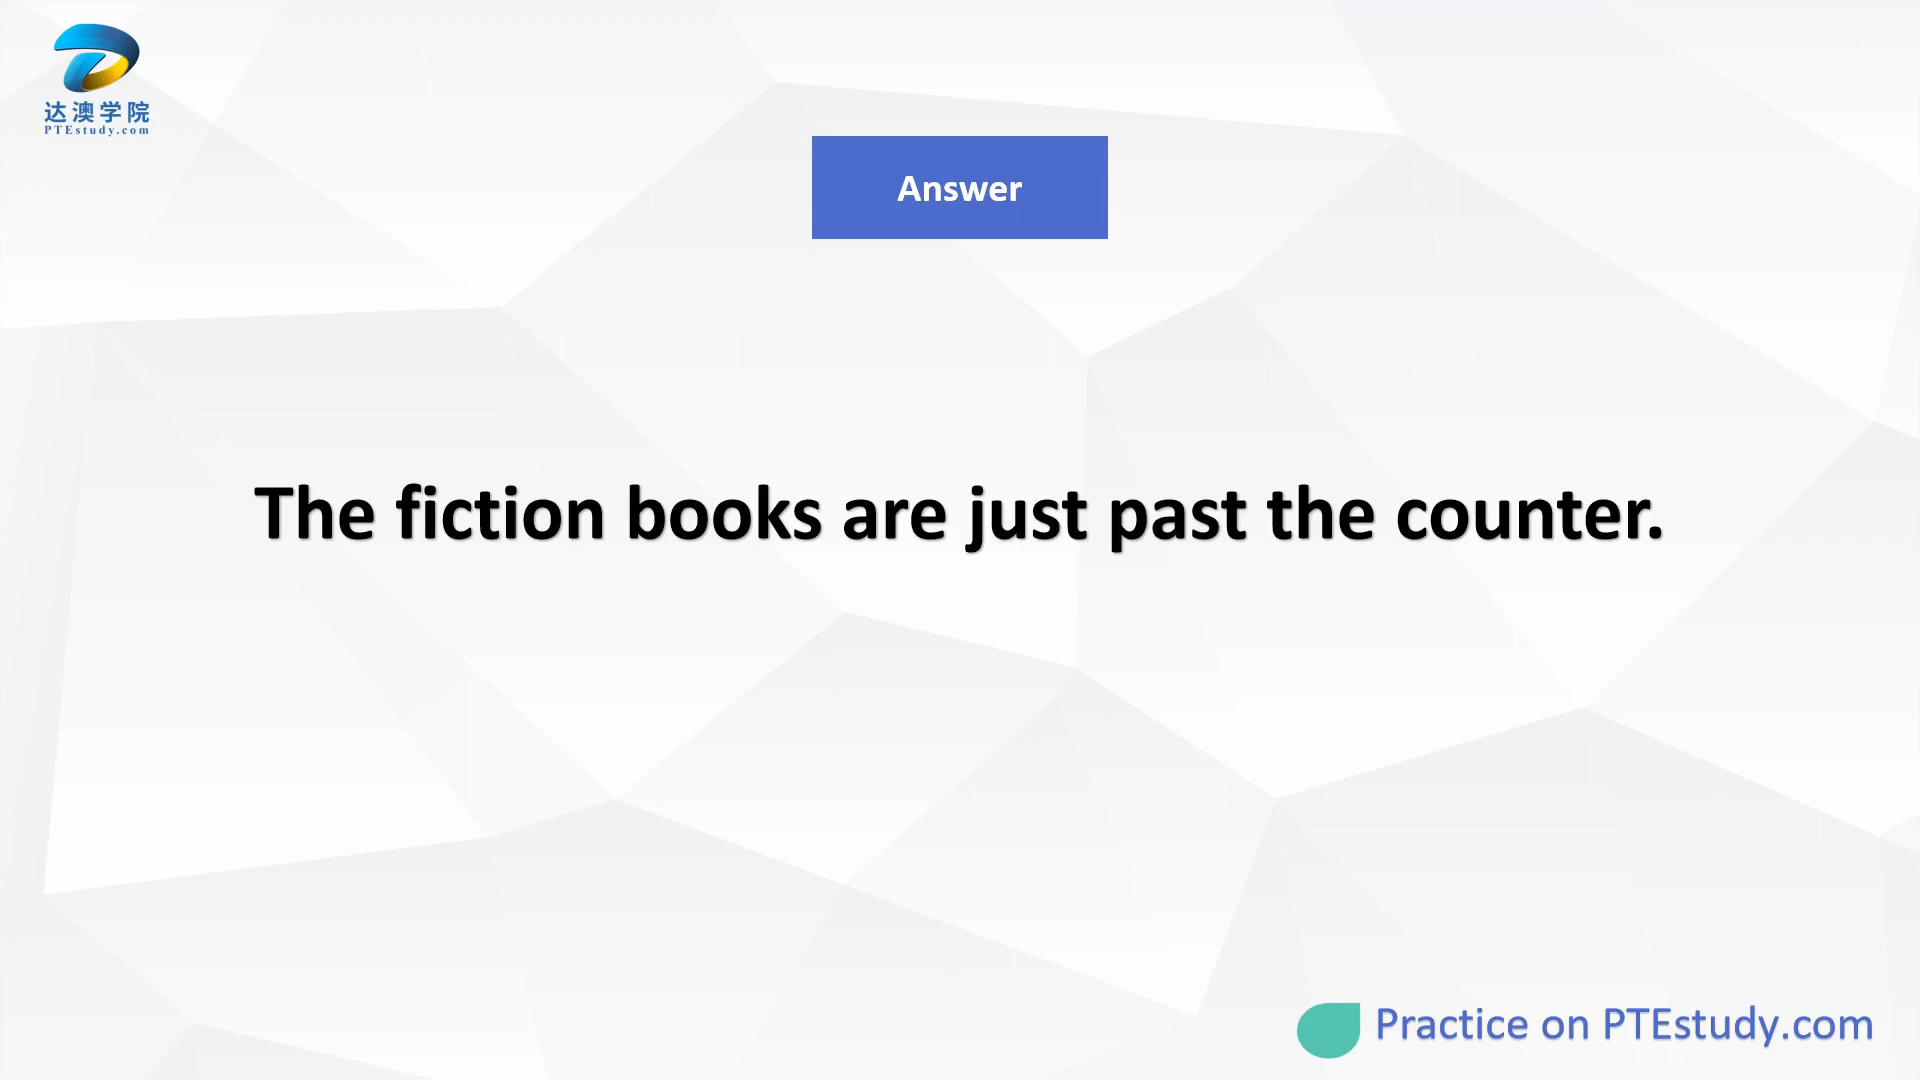 达澳学院
PTEstudy.com
Answer
The fiction books are just past the counter.
Practice on PTEstudy.com